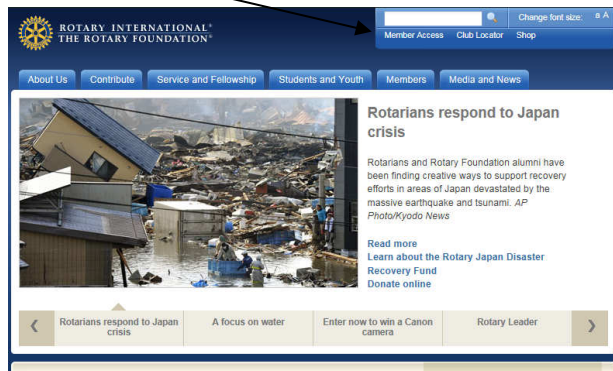 ROTARY INTERNATIONAL®
THE ROTARY FOUNDATION®
Change font size: a A
Member Access Club Locator Shop
About Us Contribute Service and Fellowship Students and Youth Members Media and News
Rotarians respond to Japan
crisis
Rotarians and Rotary Foundation alumni have
been finding creative ways to support recovery
efforts in areas of Japan devastated by the
massive earthquake and tsunami. AP
Photo/Kyodo News
Read more
Learn about the Rotary Japan Disaster
Recovery Fund
Donate online
Rotarians respond to Japan
crisis
A focus on water
Enter now to win a Canon
camera
Rotary Leader